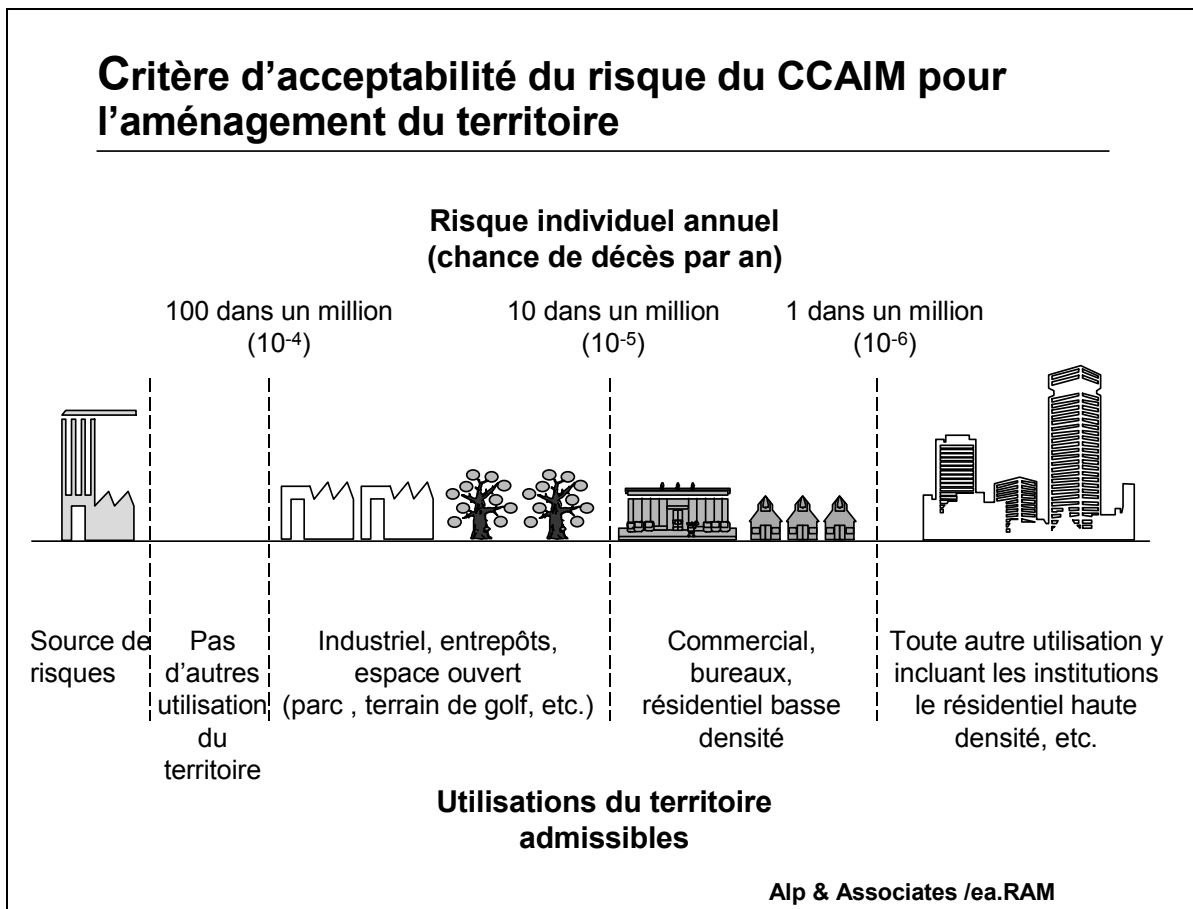 Critère d'acceptabilité du risque du CCAIM pour
l'aménagement du territoire
Risque individuel annuel
(chance de décès par an)
100 dans un million
(10-4)
10 dans un million
(10-5)
1 dans un million
(10-6)
Source de
risques
Pas
d'autres
utilisation
du
territoire
Industriel, entrepôts,
espace ouvert
(parc , terrain de golf, etc.)
Commercial,
bureaux,
résidentiel basse
densité
Toute autre utilisation y
incluant les institutions
le résidentiel haute
densité, etc.
Utilisations du territoire
admissibles
Alp & Associates /ea.RAM